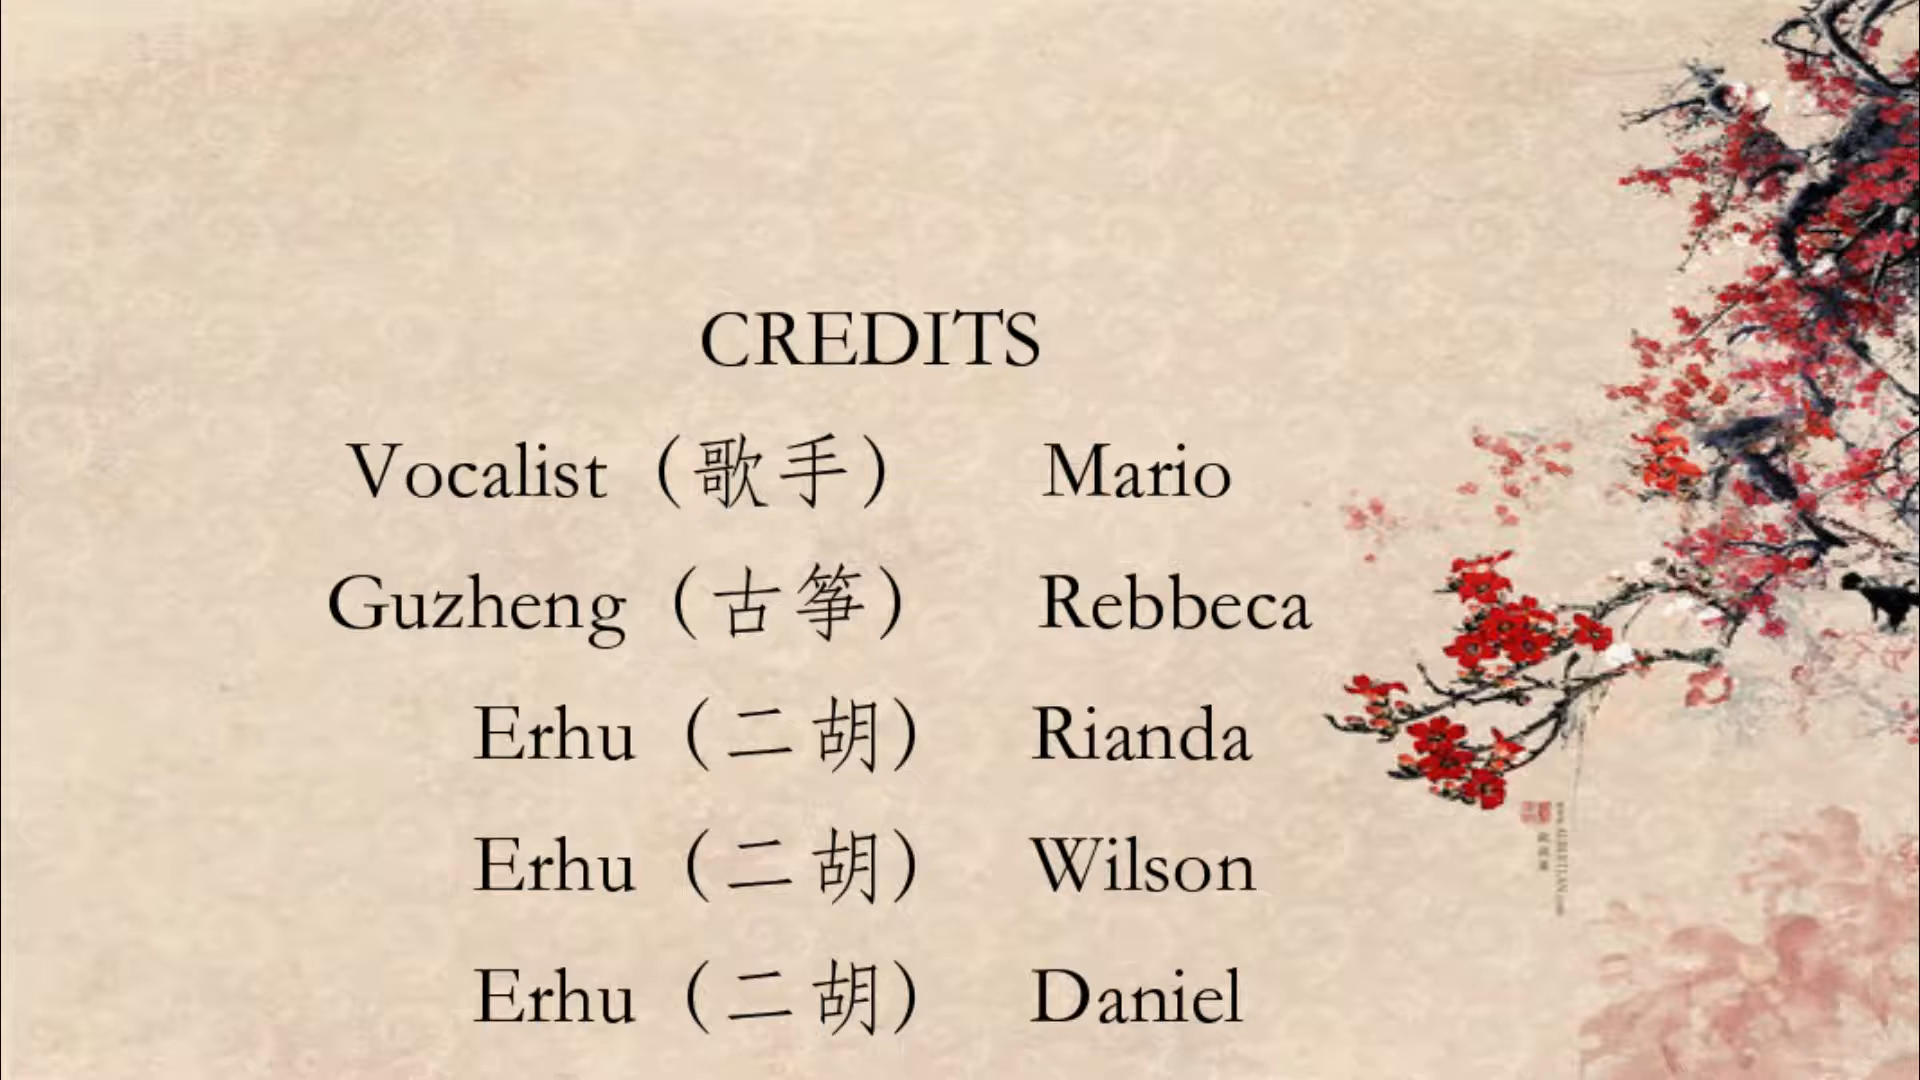 CREDITS
Vocalist（歌手） Mario
Guzheng（古筝） Rebbeca
Erhu（二胡） Rianda
Erhu（二胡） Wilson
Erhu（二胡） Daniel